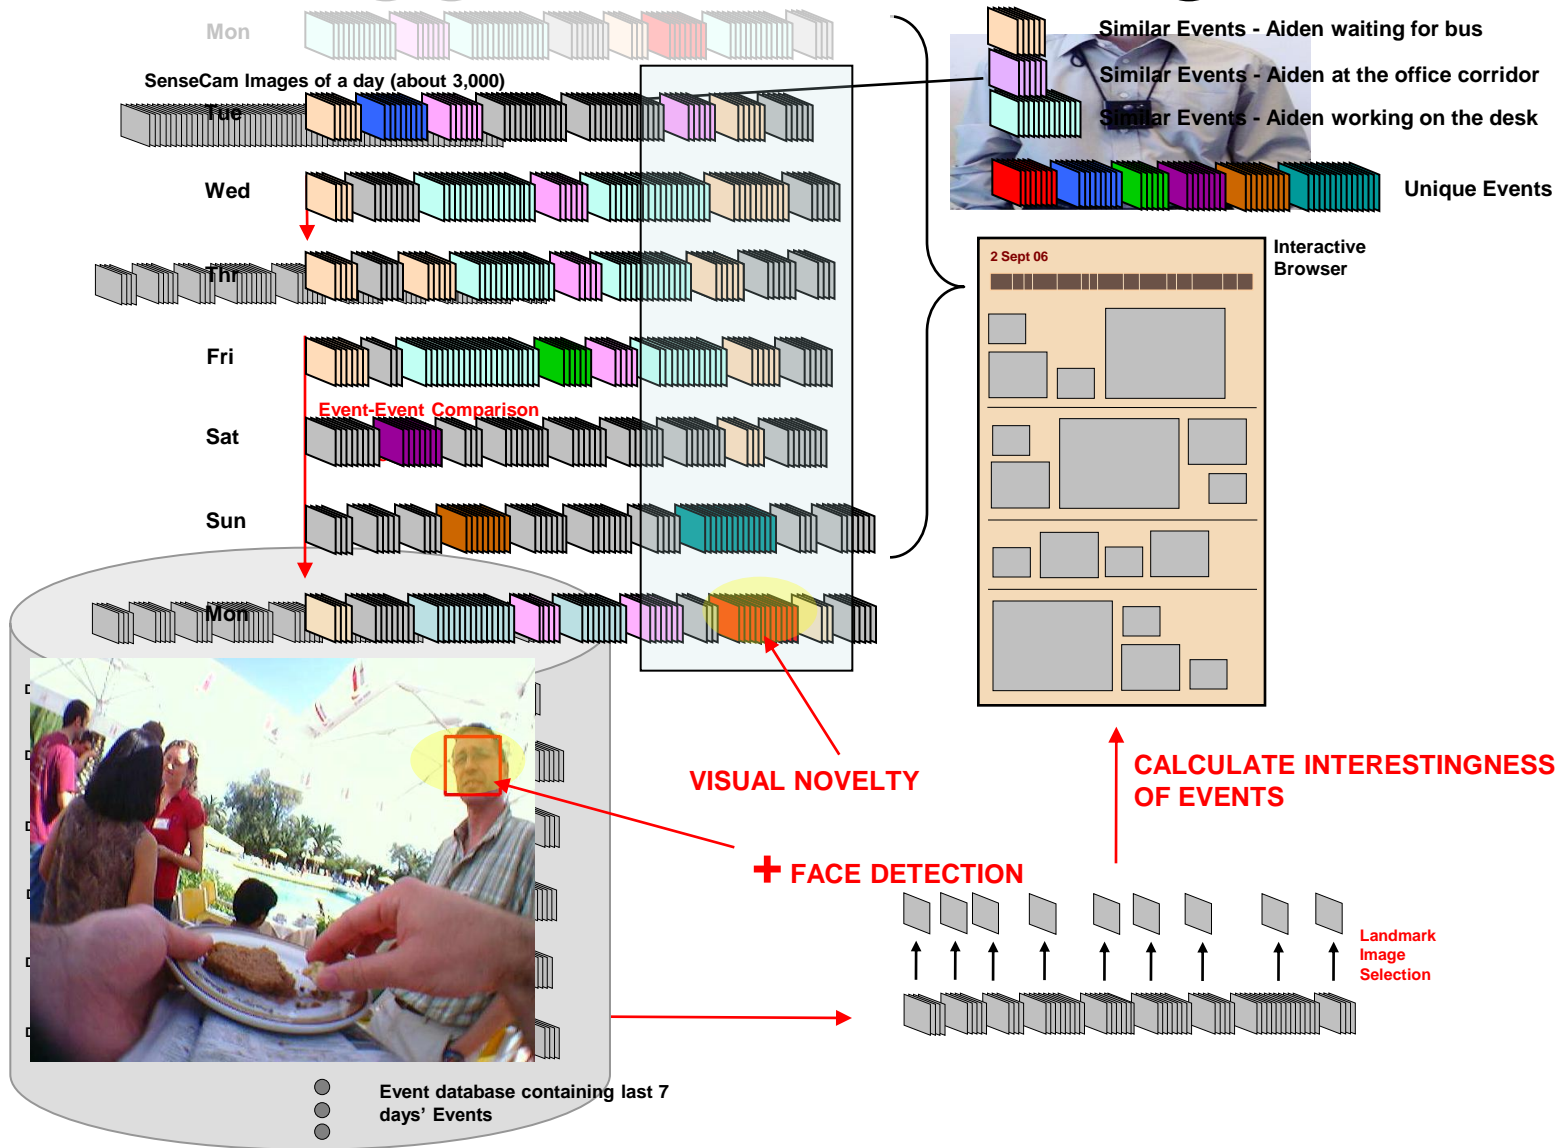 Mon
Similar Events - Aiden waiting for bus
SenseCam Images of a day (about 3,000)
Similar Events - Aiden at the office corridor
Tue
Similar Events - Aiden working on the desk
Wed
Unique Events
Interactive
Browser
2 Sept 06
Thr
Fri
Event-Event Comparison
Sat
Sun
Mon
VISUAL NOVELTY
CALCULATE INTERESTINGNESS
OF EVENTS
+ FACE DETECTION
Landmark
Image
Selection
Event database containing last 7
days’ Events